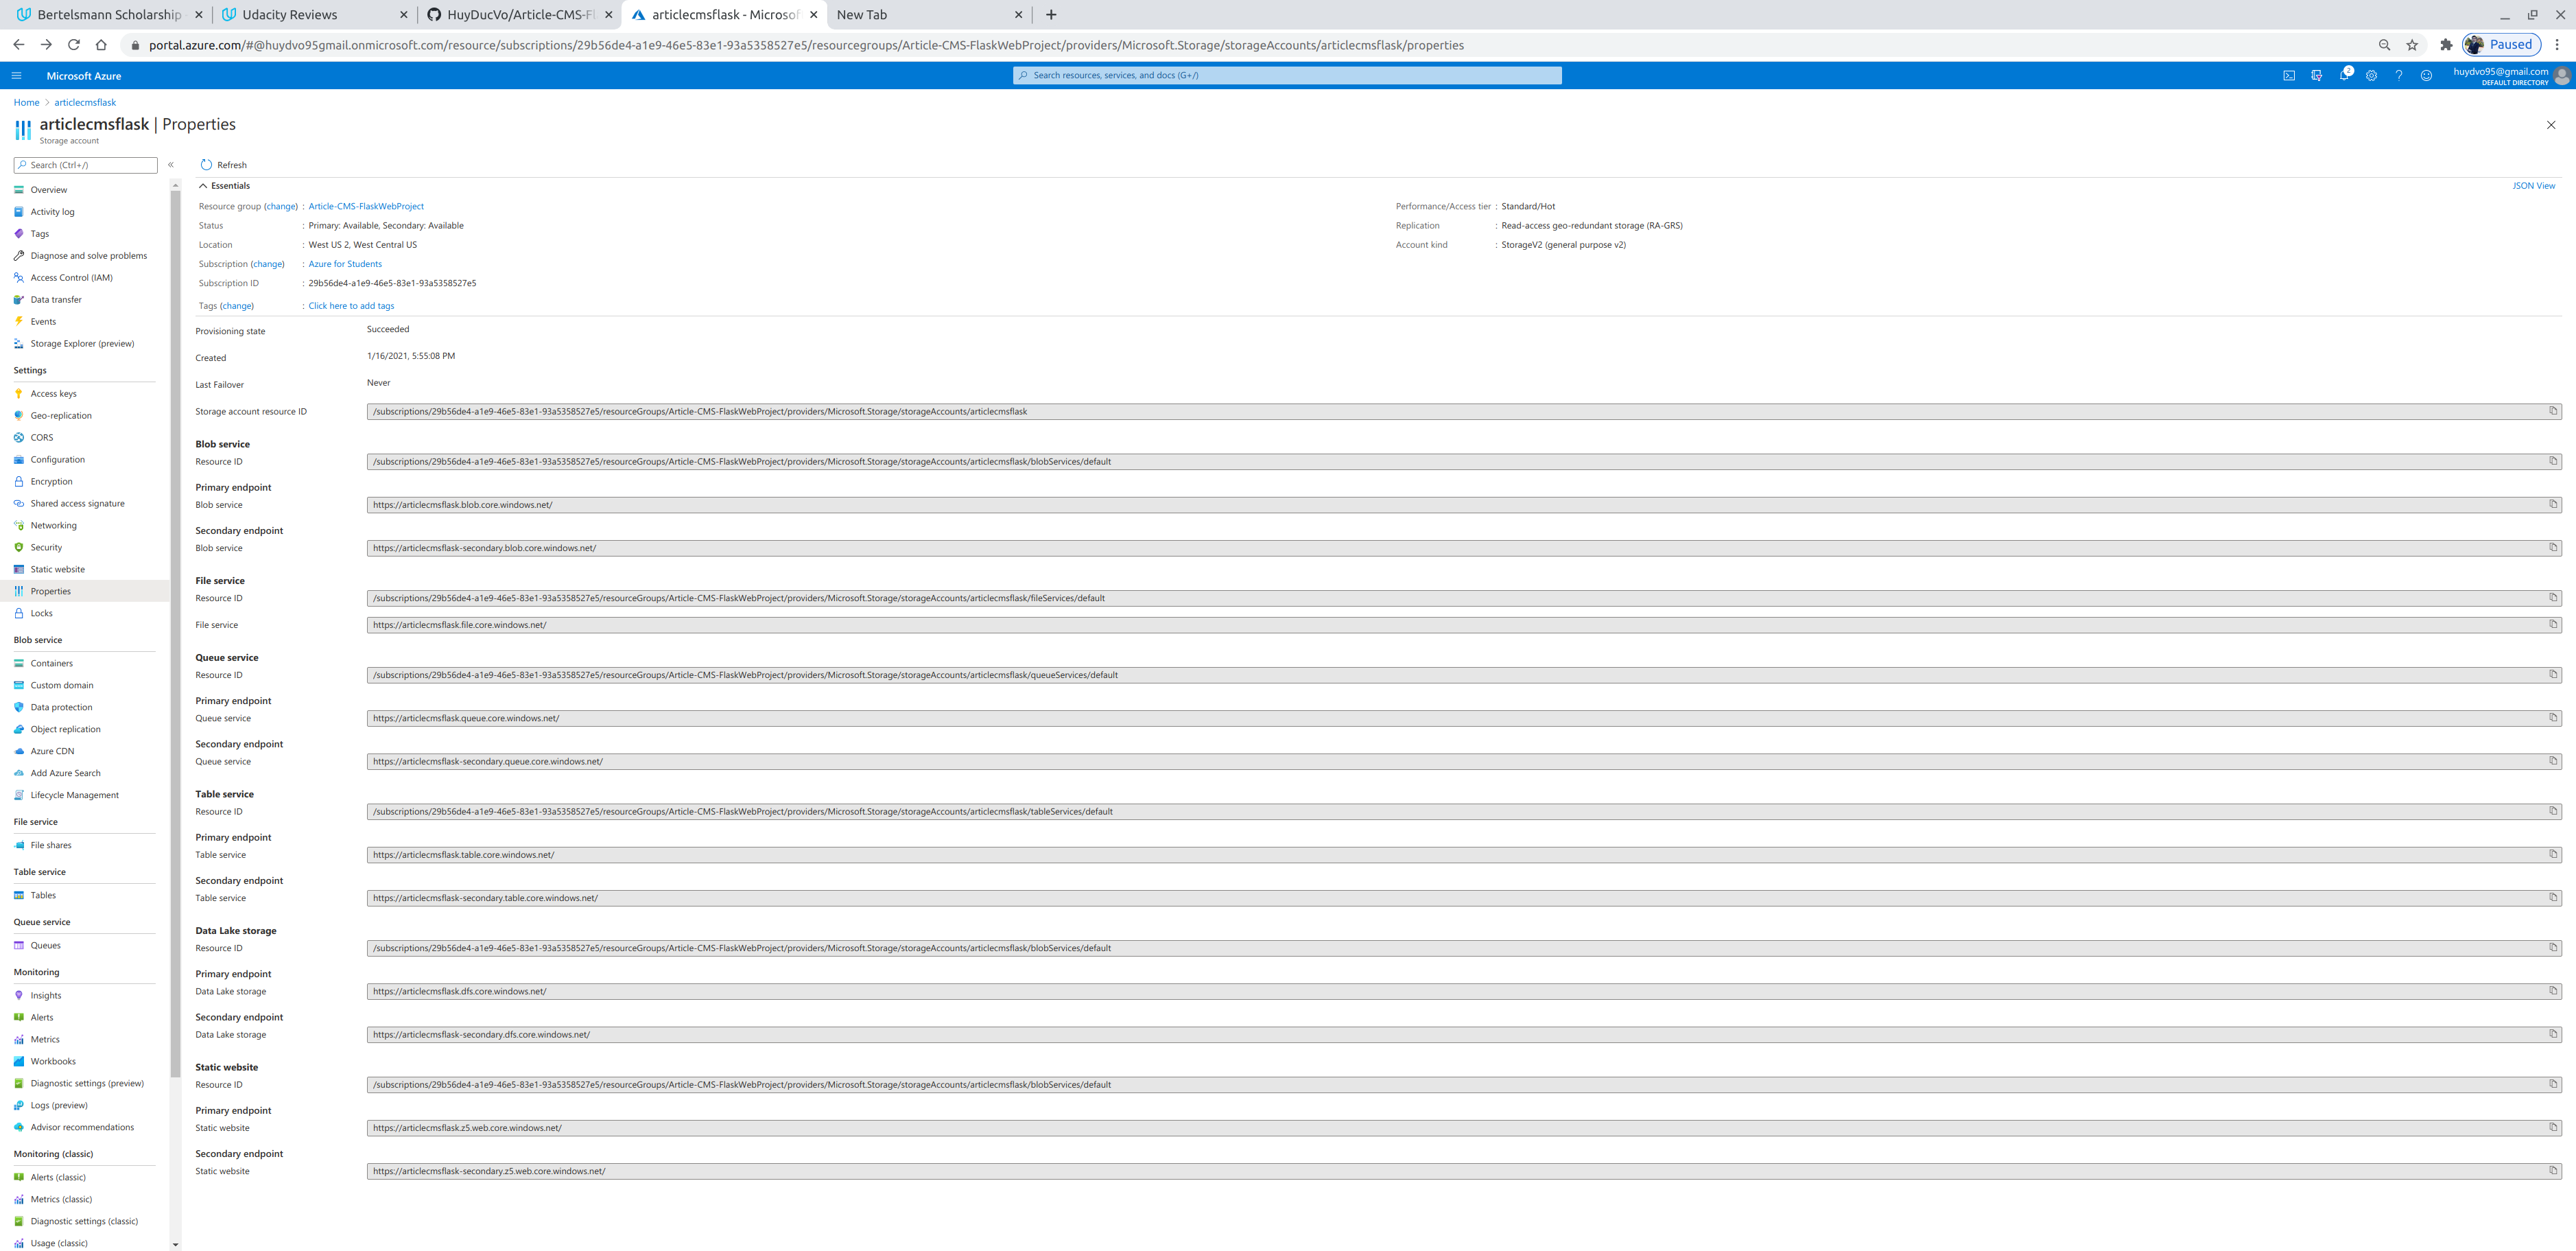 Bertelsmann Scholarship
Udacity Reviews
HuyDucVo/Article-CMS-Fl
articlecmsflask - Microsof
New Tab
portal.azure.com/#@huydvo95gmail.onmicrosoft.com/resource/subscriptions/29b56de4-a1e9-46e5-83e1-93a5358527e5/resourcegroups/Article-CMS-FlaskWebProject/providers/Microsoft.Storage/storageAccounts/articlecmsflask/properties
Paused
Microsoft Azure
Search resources, services, and docs (G+/)
2
huydvo95@gmail.com
DEFAULT DIRECTORY
Home > articlecmsflask
articlecmsflask | Properties
Storage account
Search (Ctrl+/)
Overview
Activity log
Tags
Diagnose and solve problems
Access Control (IAM)
Data transfer
Events
Storage Explorer (preview)
Settings
Access keys
Geo-replication
CORS
Configuration
Encryption
Shared access signature
Networking
Security
Static website
Properties
Locks
Blob service
Containers
Custom domain
Data protection
Object replication
Azure CDN
Add Azure Search
Lifecycle Management
File service
File shares
Table service
Tables
Queue service
Queues
Monitoring
Insights
Alerts
Metrics
Workbooks
Diagnostic settings (preview)
Logs (preview)
Advisor recommendations
Monitoring (classic)
Alerts (classic)
Metrics (classic)
Diagnostic settings (classic)
Usage (classic)
Refresh
Essentials
JSON View
Resource group (change) : Article-CMS-FlaskWebProject
Status : Primary: Available, Secondary: Available
Location : West US 2, West Central US
Subscription (change) : Azure for Students
Subscription ID : 29b56de4-a1e9-46e5-83e1-93a5358527e5
Tags (change) : Click here to add tags
Performance/Access tier : Standard/Hot
Replication : Read-access geo-redundant storage (RA-GRS)
Account kind : StorageV2 (general purpose v2)
Provisioning state Succeeded
Created 1/16/2021, 5:55:08 PM
Last Failover Never
Storage account resource ID /subscriptions/29b56de4-a1e9-46e5-83e1-93a5358527e5/resourceGroups/Article-CMS-FlaskWebProject/providers/Microsoft.Storage/storageAccounts/articlecmsflask
Blob service
Resource ID /subscriptions/29b56de4-a1e9-46e5-83e1-93a5358527e5/resourceGroups/Article-CMS-FlaskWebProject/providers/Microsoft.Storage/storageAccounts/articlecmsflask/blobServices/default
Primary endpoint
Blob service https://articlecmsflask.blob.core.windows.net/
Secondary endpoint
Blob service https://articlecmsflask-secondary.blob.core.windows.net/
File service
Resource ID /subscriptions/29b56de4-a1e9-46e5-83e1-93a5358527e5/resourceGroups/Article-CMS-FlaskWebProject/providers/Microsoft.Storage/storageAccounts/articlecmsflask/fileServices/default
File service https://articlecmsflask.file.core.windows.net/
Queue service
Resource ID /subscriptions/29b56de4-a1e9-46e5-83e1-93a5358527e5/resourceGroups/Article-CMS-FlaskWebProject/providers/Microsoft.Storage/storageAccounts/articlecmsflask/queueServices/default
Primary endpoint
Queue service https://articlecmsflask.queue.core.windows.net/
Secondary endpoint
Queue service https://articlecmsflask-secondary.queue.core.windows.net/
Table service
Resource ID /subscriptions/29b56de4-a1e9-46e5-83e1-93a5358527e5/resourceGroups/Article-CMS-FlaskWebProject/providers/Microsoft.Storage/storageAccounts/articlecmsflask/tableServices/default
Primary endpoint
Table service https://articlecmsflask.table.core.windows.net/
Secondary endpoint
Table service https://articlecmsflask-secondary.table.core.windows.net/
Data Lake storage
Resource ID /subscriptions/29b56de4-a1e9-46e5-83e1-93a5358527e5/resourceGroups/Article-CMS-FlaskWebProject/providers/Microsoft.Storage/storageAccounts/articlecmsflask/blobServices/default
Primary endpoint
Data Lake storage https://articlecmsflask.dfs.core.windows.net/
Secondary endpoint
Data Lake storage https://articlecmsflask-secondary.dfs.core.windows.net/
Static website
Resource ID /subscriptions/29b56de4-a1e9-46e5-83e1-93a5358527e5/resourceGroups/Article-CMS-FlaskWebProject/providers/Microsoft.Storage/storageAccounts/articlecmsflask/blobServices/default
Primary endpoint
Static website https://articlecmsflask.z5.web.core.windows.net/
Secondary endpoint
Static website https://articlecmsflask-secondary.z5.web.core.windows.net/